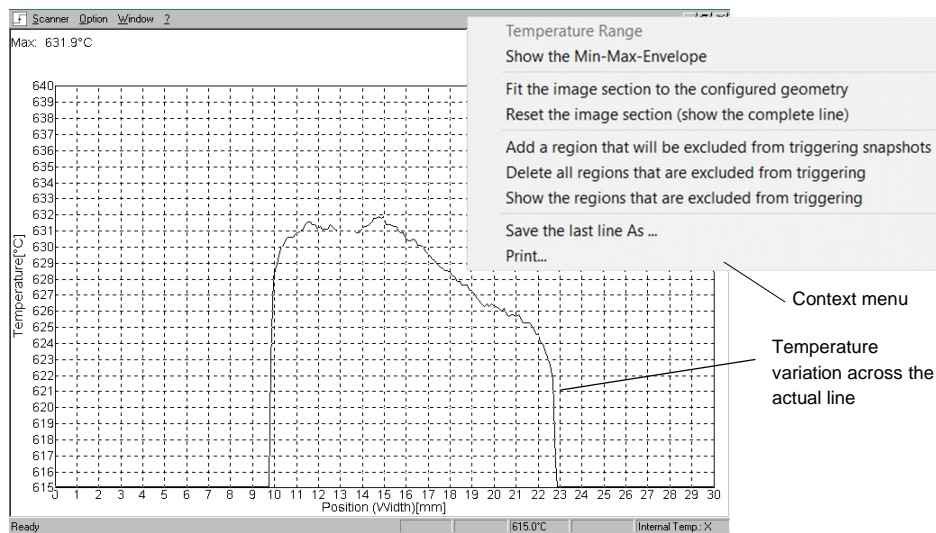 Scanner Option Window ?
Max: 631.9°C
Temperature Range
Show the Min-Max-Envelope
Fit the image section to the configured geometry
Reset the image section (show the complete line)
Add a region that will be excluded from triggering snapshots
Delete all regions that are excluded from triggering
Show the regions that are excluded from triggering
Save the last line As ...
Print...
Context menu
Temperature
variation across the
actual line
Temperature[°C]
640
639
638
637
636
635
634
633
632
631
630
629
628
627
626
625
624
623
622
621
620
619
618
617
616
615
0 1 2 3 4 5 6 7 8 9 10 11 12 13 14 15 16 17 18 19 20 21 22 23 24 25 26 27 28 29 30
Position (Width)[mm]
Ready 615.0°C Internal Temp.: X